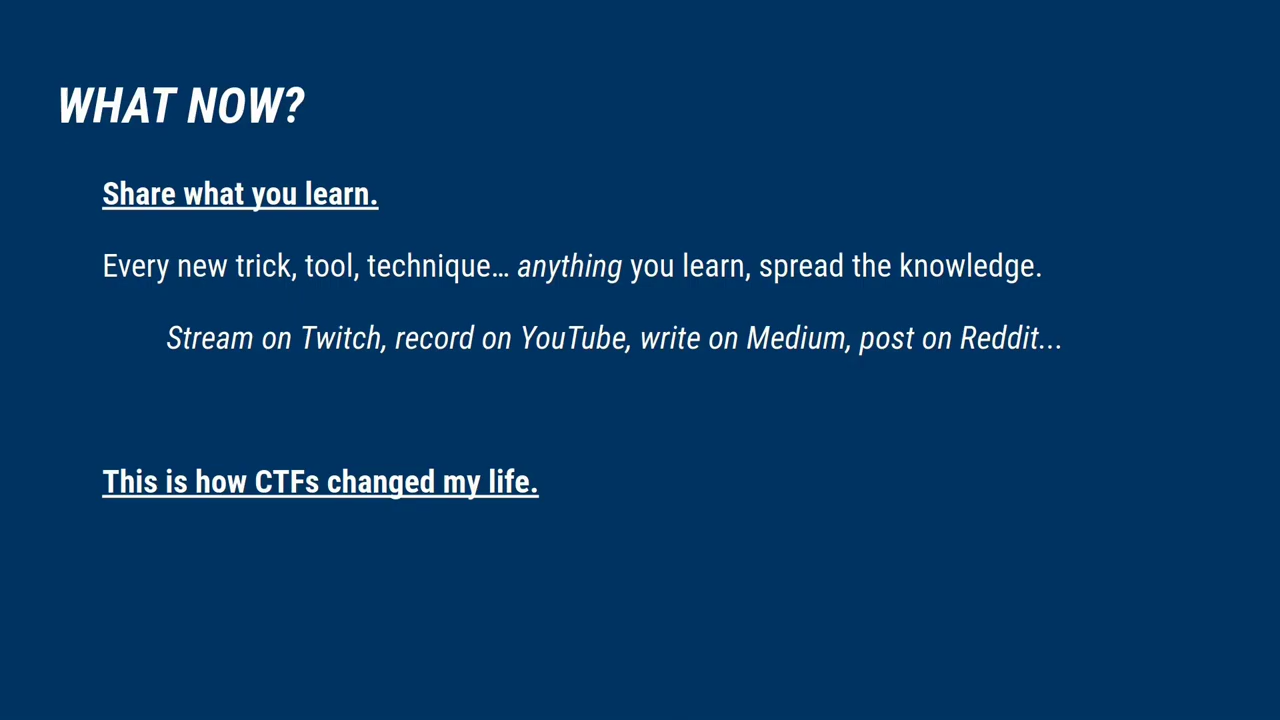 WHAT NOW?
Share what you learn.
Every new trick, tool, technique… anything you learn, spread the knowledge.
Stream on Twitch, record on YouTube, write on Medium, post on Reddit...
This is how CTFs changed my life.